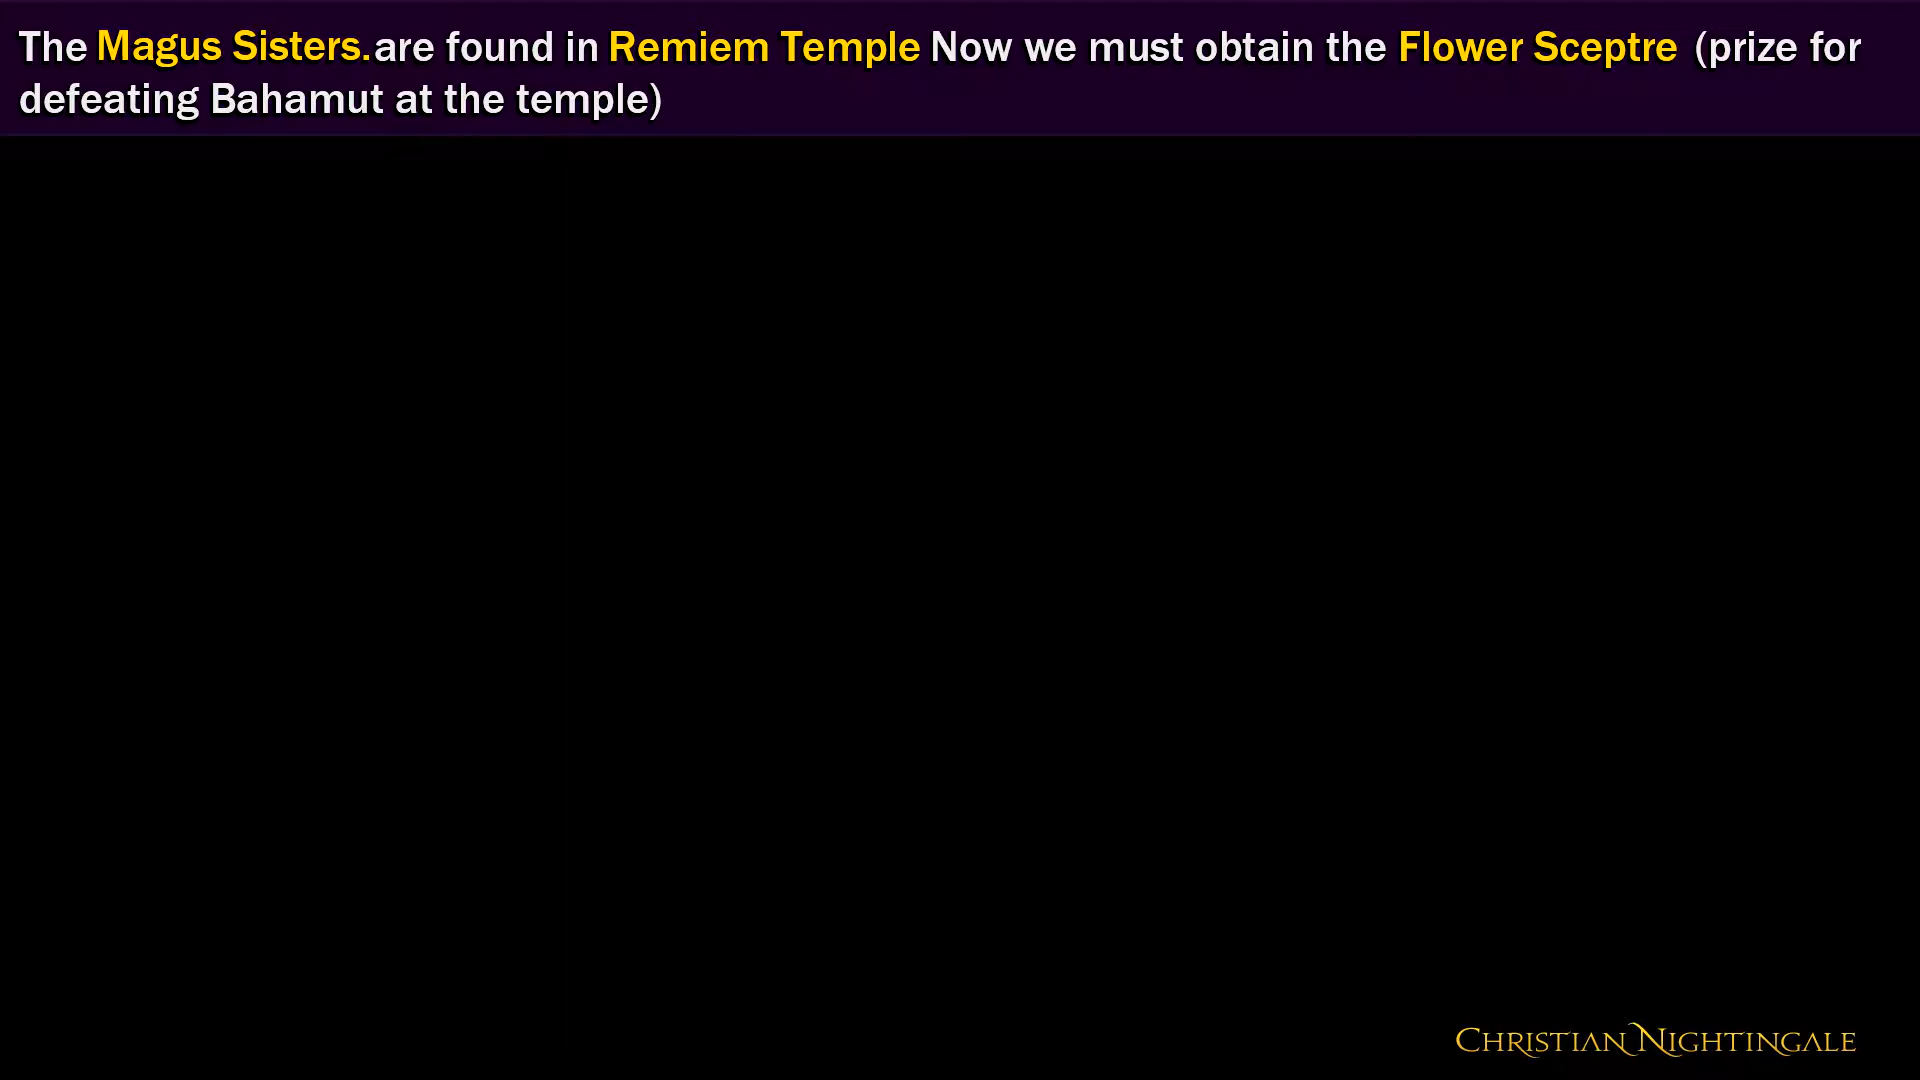 The Magus Sisters. are found in Remiem Temple Now we must obtain the Flower Sceptre (prize for
defeating Bahamut at the temple)
Christian Nightingale